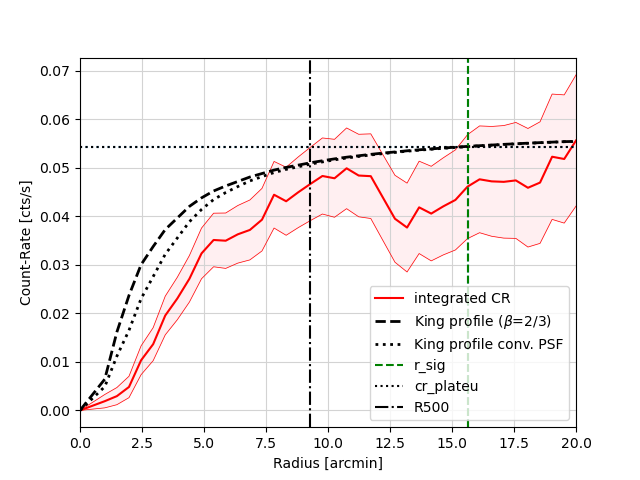 0.07
0.06
0.05
0.04
0.03
0.02
0.01
0.00
Count-Rate [cts/s]
integrated CR
King profile (β=2/3)
King profile conv. PSF
r_sig
cr_plateu
R500
0.0 2.5 5.0 7.5 10.0 12.5 15.0 17.5 20.0
Radius [arcmin]